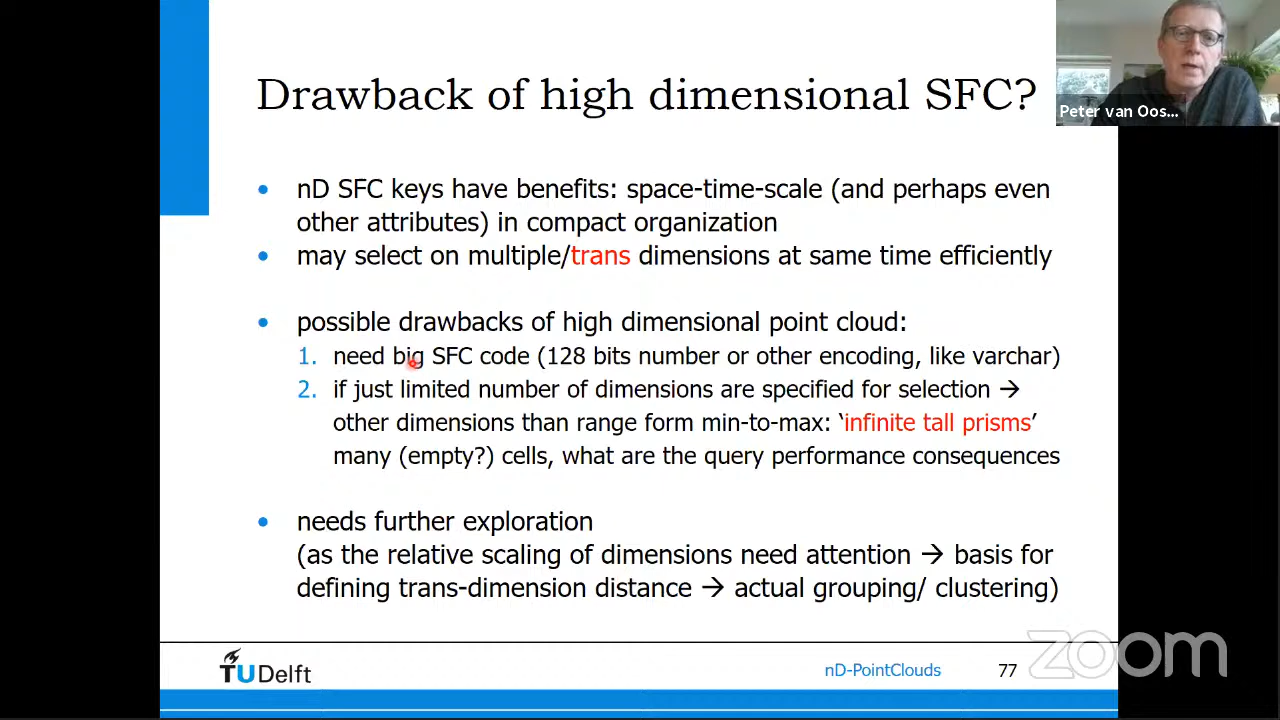 Drawback of high dimensional SFC?
Peter van Oos...
• nD SFC keys have benefits: space-time-scale (and perhaps even
other attributes) in compact organization
• may select on multiple/trans dimensions at same time efficiently
• possible drawbacks of high dimensional point cloud:
1. need big SFC code (128 bits number or other encoding, like varchar)
2. if just limited number of dimensions are specified for selection →
other dimensions than range form min-to-max: ‘infinite tall prisms’
many (empty?) cells, what are the query performance consequences
• needs further exploration
(as the relative scaling of dimensions need attention → basis for
defining trans-dimension distance → actual grouping/ clustering)
TU Delft
nD-PointClouds
77
zoom